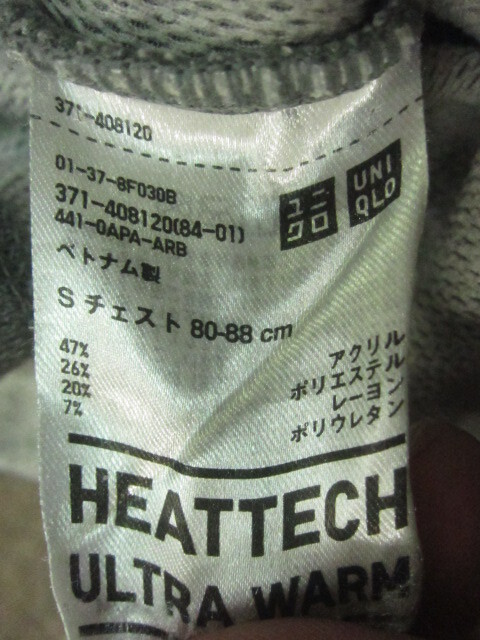 371-408120
01-37-8F030B
371-408120(84-01)
441-0APA-ARB
ユニ
クロ
UNI
QLO
ベトナム製
S チェスト 80-88 cm
47% アクリル
26% ポリエステル
20% レーヨン
7% ポリウレタン
HEATTECH
ULTRA WARM